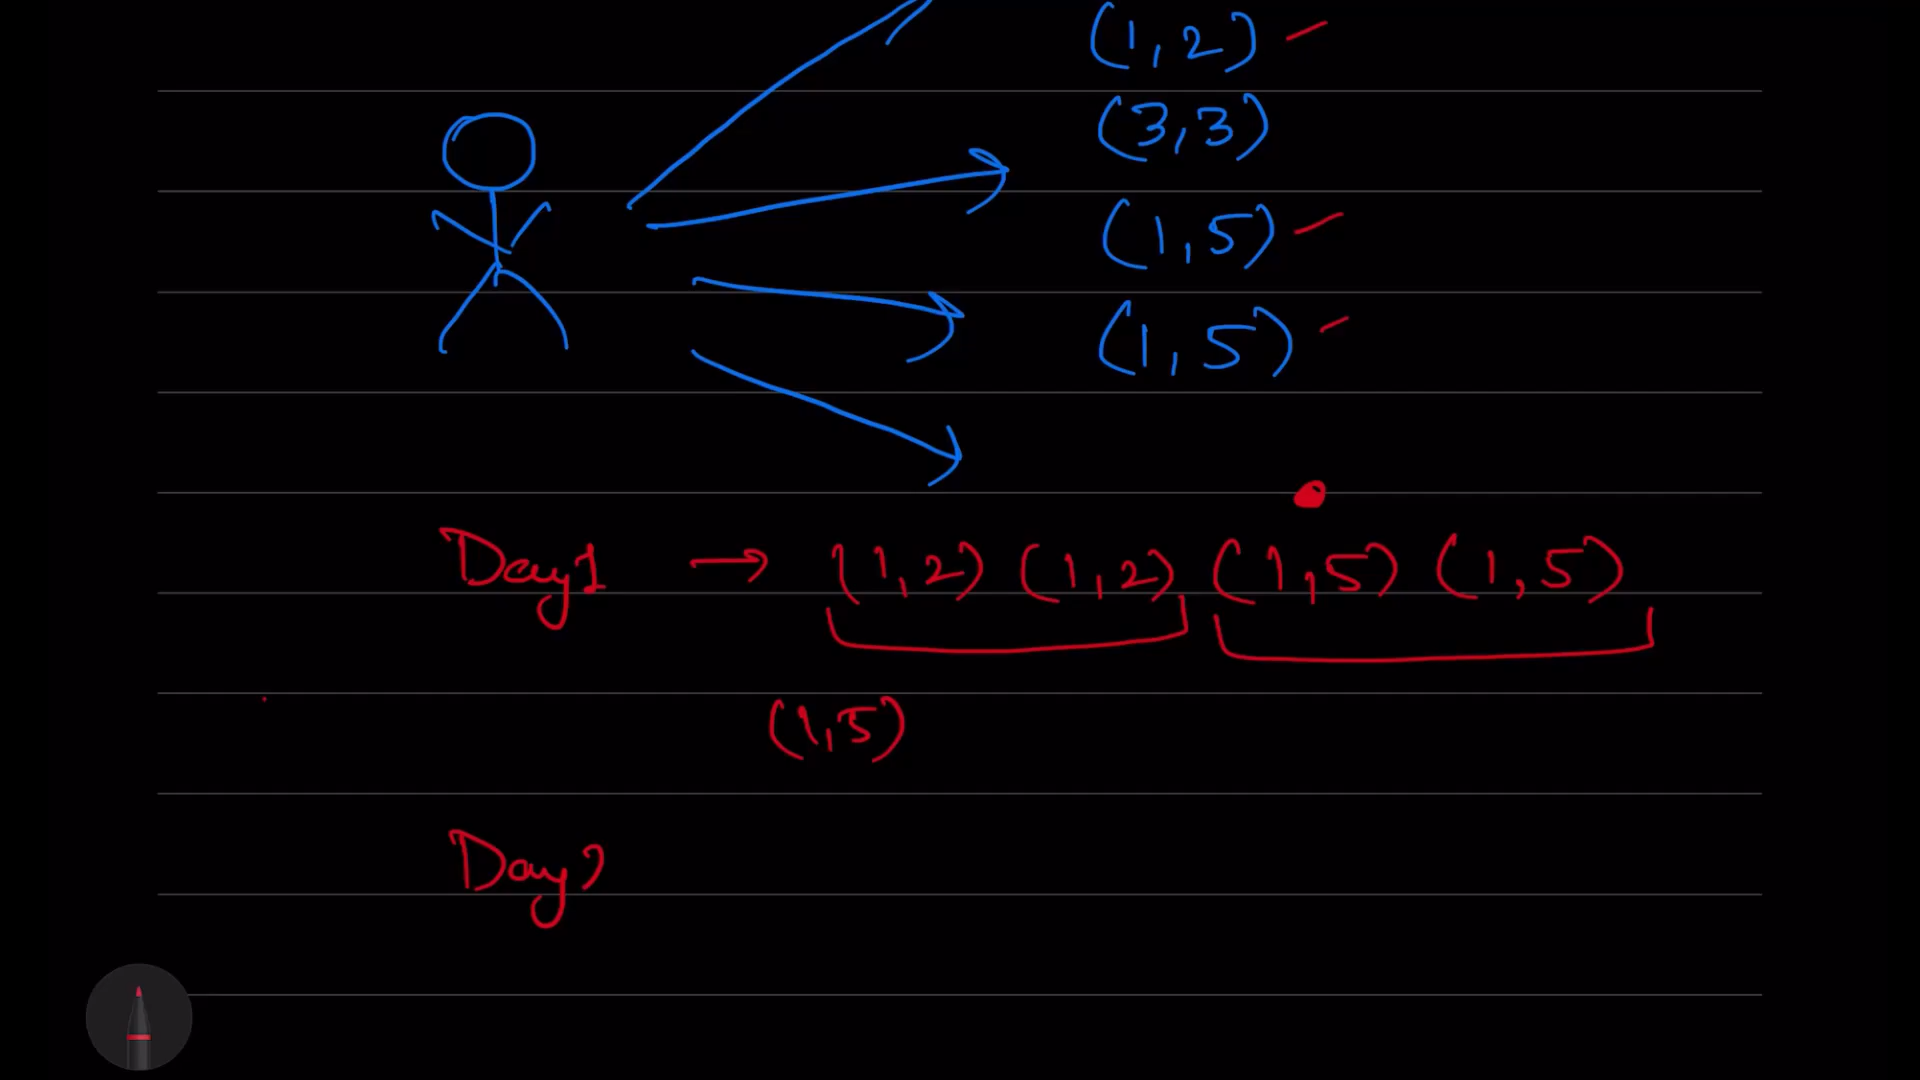 (1,2) –
(3,3)
(1,5) –
(1,5) –
Day1 → (1,2) (1,2) (1,5) (1,5)
(1,5)
Day